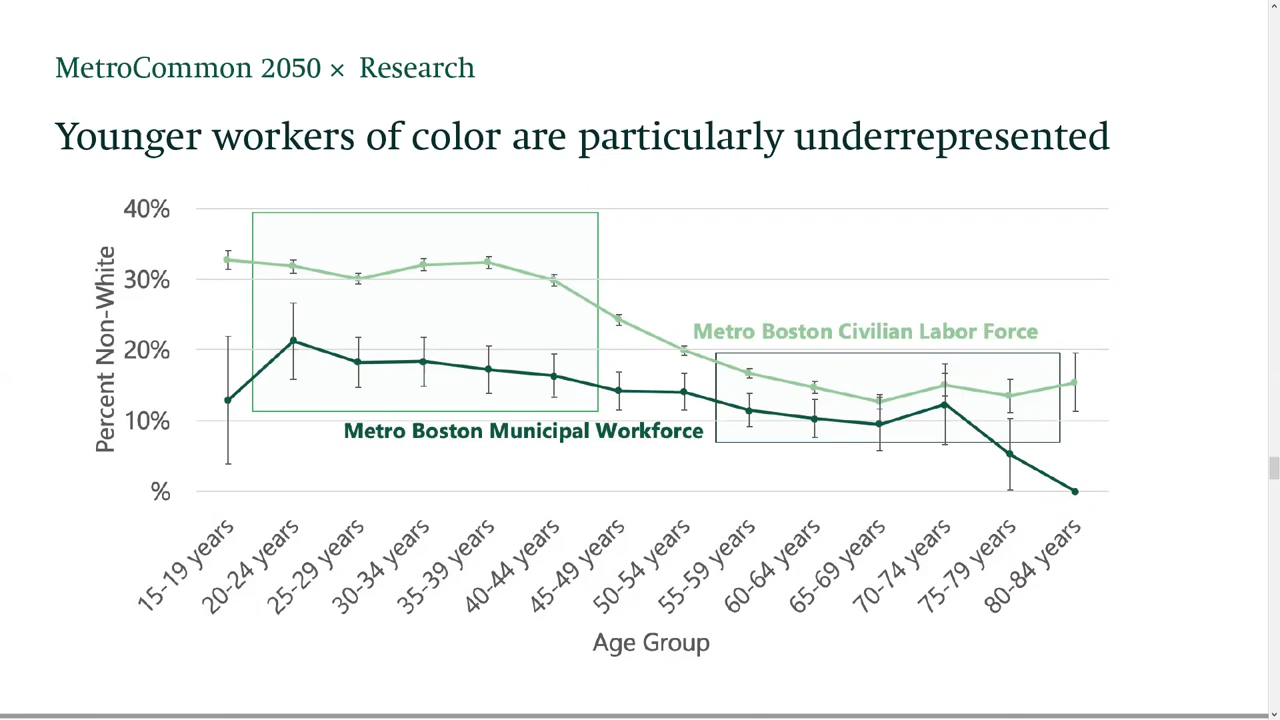 MetroCommon 2050 × Research
Younger workers of color are particularly underrepresented
40%
30%
20%
10%
%
Percent Non-White
Metro Boston Civilian Labor Force
Metro Boston Municipal Workforce
15-19 years
20-24 years
25-29 years
30-34 years
35-39 years
40-44 years
45-49 years
50-54 years
55-59 years
60-64 years
65-69 years
70-74 years
75-79 years
80-84 years
Age Group